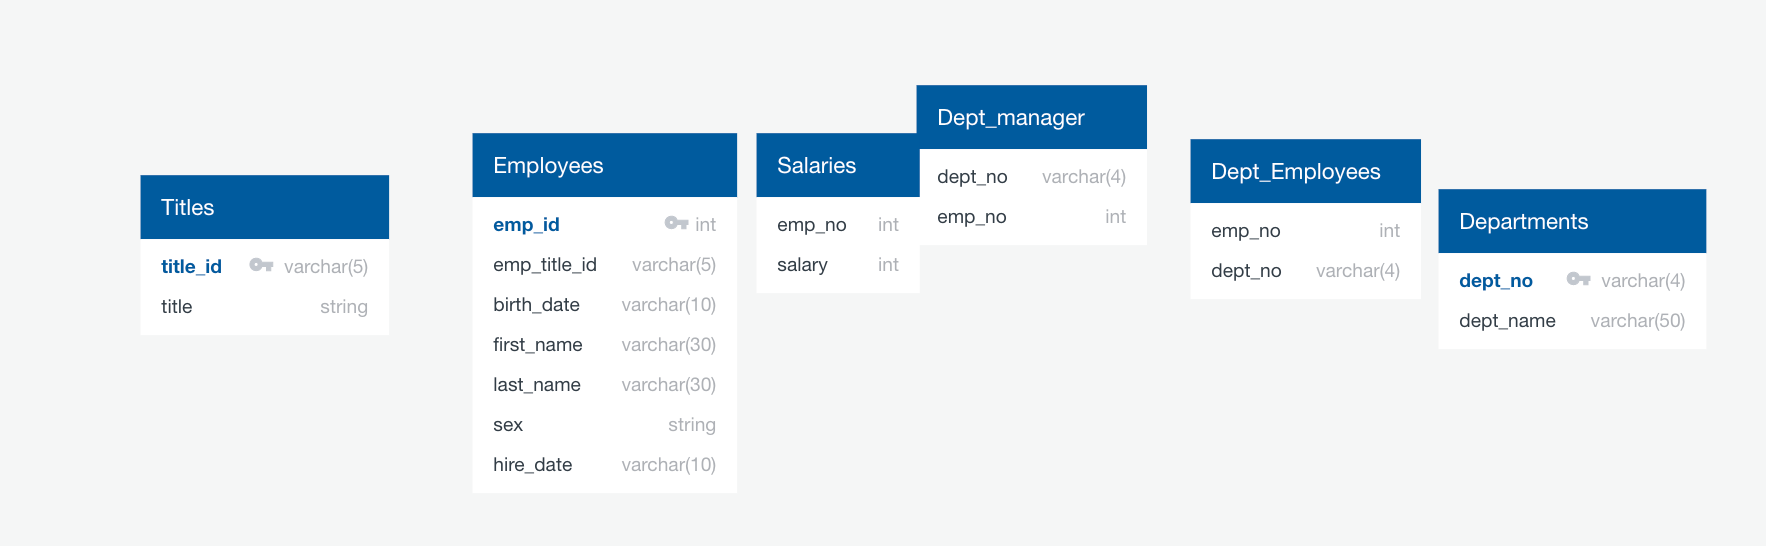 Titles
title_id varchar(5)
title string
Employees
emp_id int
emp_title_id varchar(5)
birth_date varchar(10)
first_name varchar(30)
last_name varchar(30)
sex string
hire_date varchar(10)
Salaries
emp_no int
salary int
Dept_manager
dept_no varchar(4)
emp_no int
Dept_Employees
emp_no int
dept_no varchar(4)
Departments
dept_no varchar(4)
dept_name varchar(50)